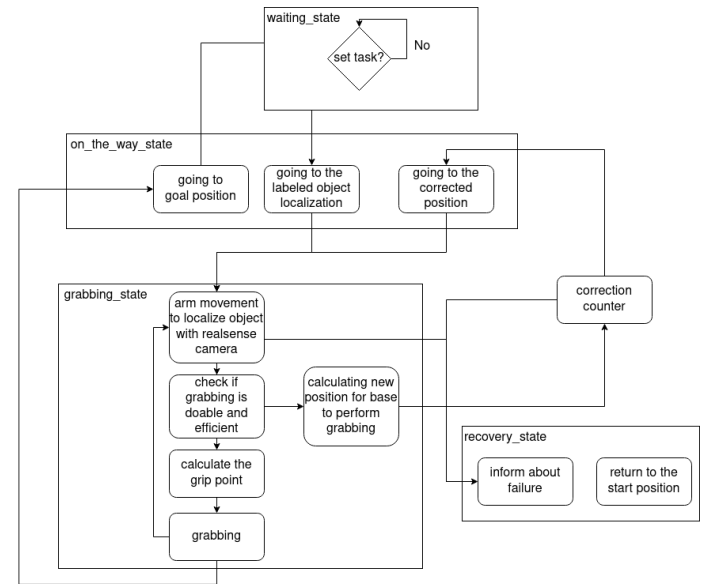 waiting_state
set task?
No
on_the_way_state
going to
goal position
going to the
labeled object
localization
going to the
corrected
position
correction
counter
grabbing_state
arm movement
to localize object
with realsense
camera
check if
grabbing is
doable and
efficient
calculating new
position for base
to perform
grabbing
calculate the
grip point
grabbing
recovery_state
inform about
failure
return to the
start position